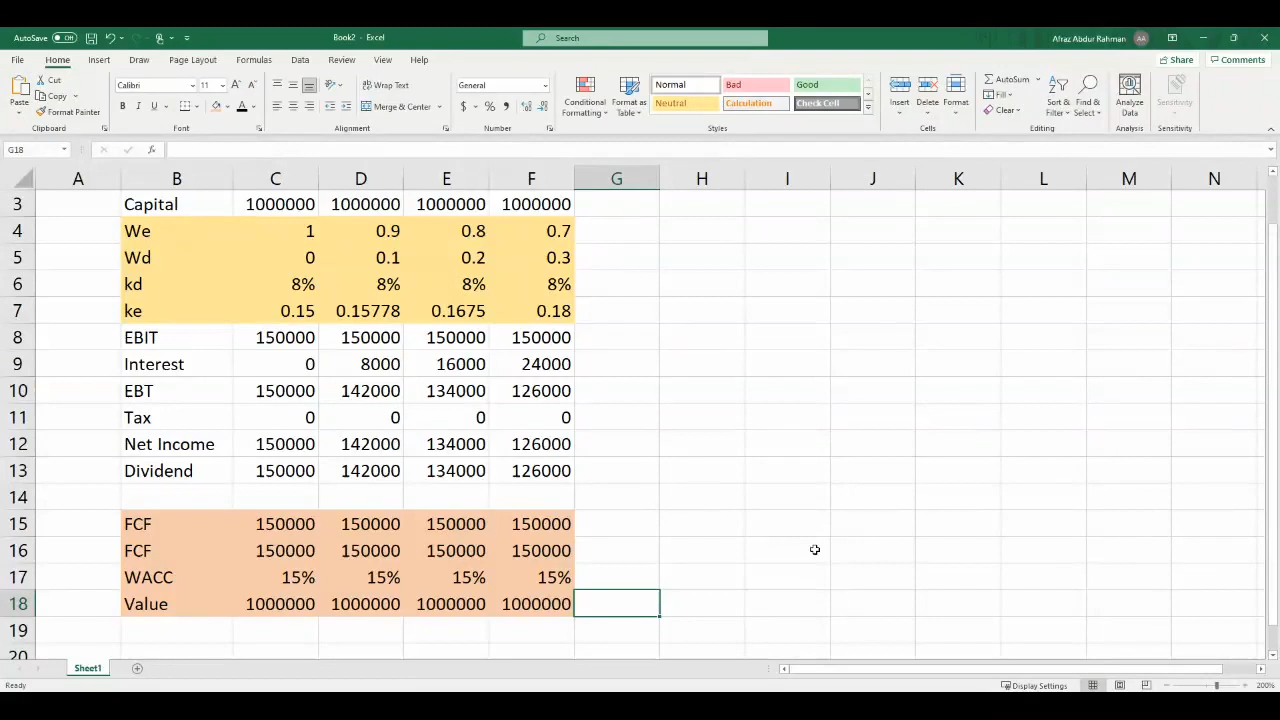 AutoSave Off Book2 - Excel Search Afraz Abdur Rahman AA
File Home Insert Draw Page Layout Formulas Data Review View Help Share Comments
Paste Cut Copy Format Painter Clipboard
Calibri 11 A A B I U A Font
Wrap Text Merge & Center Alignment
General $ % Number
Conditional Formatting Format as Table Normal Bad Good Neutral Calculation Check Cell Styles
Insert Delete Format Cells
AutoSum Fill Clear Sort & Filter Find & Select Editing
Analyze Data Analysis Sensitivity Sensitivity
G18 fx
A B C D E F G H I J K L M N
3 Capital 1000000 1000000 1000000 1000000
4 We 1 0.9 0.8 0.7
5 Wd 0 0.1 0.2 0.3
6 kd 8% 8% 8% 8%
7 ke 0.15 0.15778 0.1675 0.18
8 EBIT 150000 150000 150000 150000
9 Interest 0 8000 16000 24000
10 EBT 150000 142000 134000 126000
11 Tax 0 0 0 0
12 Net Income 150000 142000 134000 126000
13 Dividend 150000 142000 134000 126000
14
15 FCF 150000 150000 150000 150000
16 FCF 150000 150000 150000 150000
17 WACC 15% 15% 15% 15%
18 Value 1000000 1000000 1000000 1000000
19
20
Sheet1
Ready Display Settings 200%